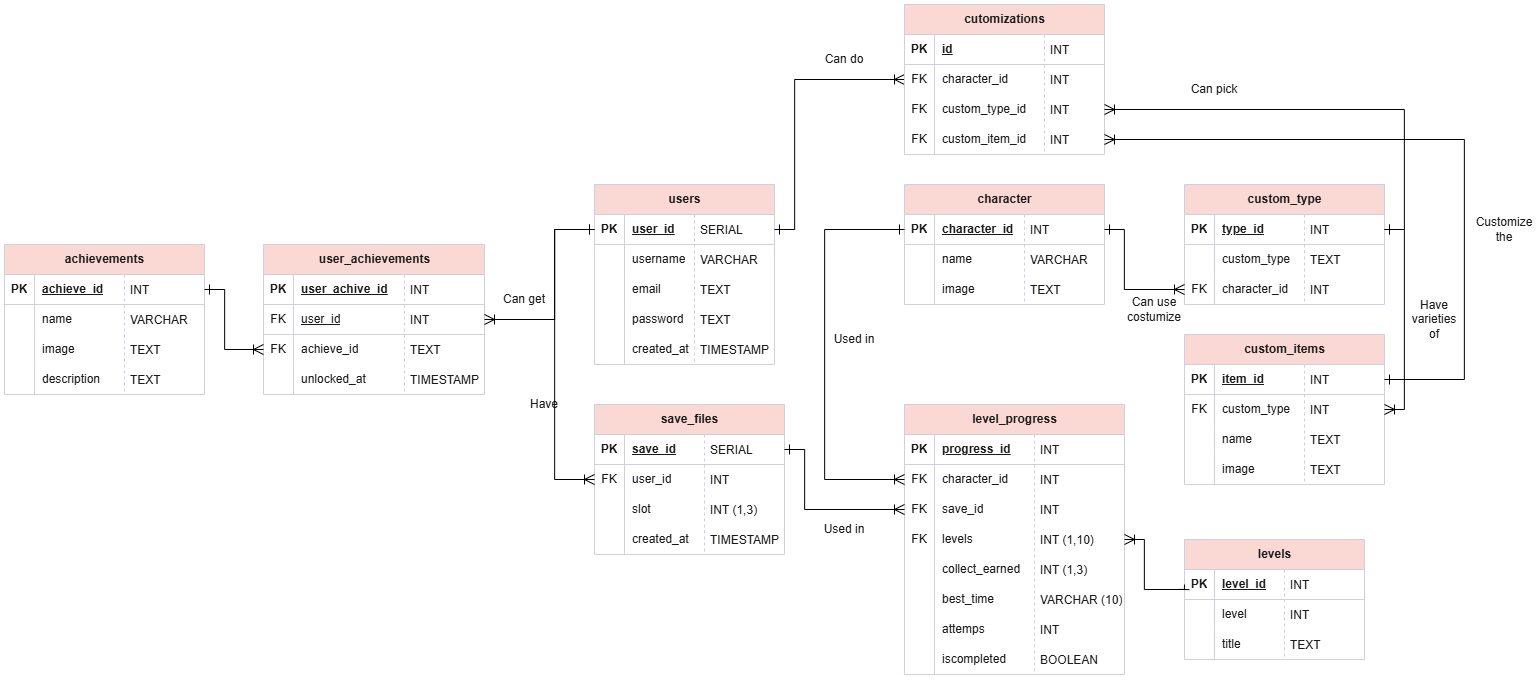 cutomizations
PK id INT
FK character_id INT
FK custom_type_id INT
FK custom_item_id INT
Can do
Can pick
users
PK user_id SERIAL
username VARCHAR
email TEXT
password TEXT
created_at TIMESTAMP
character
PK character_id INT
name VARCHAR
image TEXT
custom_type
PK type_id INT
custom_type TEXT
FK character_id INT
Customize
the
achievements
PK achieve_id INT
name VARCHAR
image TEXT
description TEXT
user_achievements
PK user_achive_id INT
FK user_id INT
FK achieve_id TEXT
unlocked_at TIMESTAMP
Can get
Can use
costumize
Have
varieties
of
Used in
custom_items
PK item_id INT
FK custom_type INT
name TEXT
image TEXT
Have
save_files
PK save_id SERIAL
FK user_id INT
slot INT (1,3)
created_at TIMESTAMP
Used in
level_progress
PK progress_id INT
FK character_id INT
FK save_id INT
FK levels INT (1,10)
collect_earned INT (1,3)
best_time VARCHAR (10)
attemps INT
iscompleted BOOLEAN
levels
PK level_id INT
level INT
title TEXT